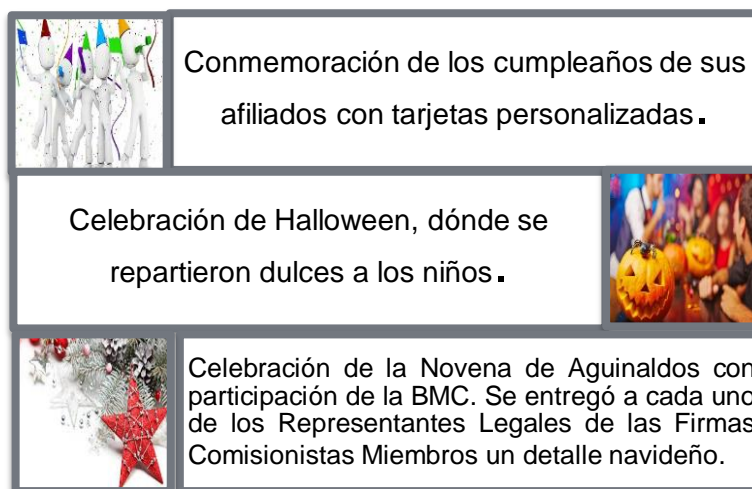 Conmemoración de los cumpleaños de sus
afiliados con tarjetas personalizadas.
Celebración de Halloween, dónde se
repartieron dulces a los niños.
Celebración de la Novena de Aguinaldos con
participación de la BMC. Se entregó a cada uno
de los Representantes Legales de las Firmas
Comisionistas Miembros un detalle navideño.